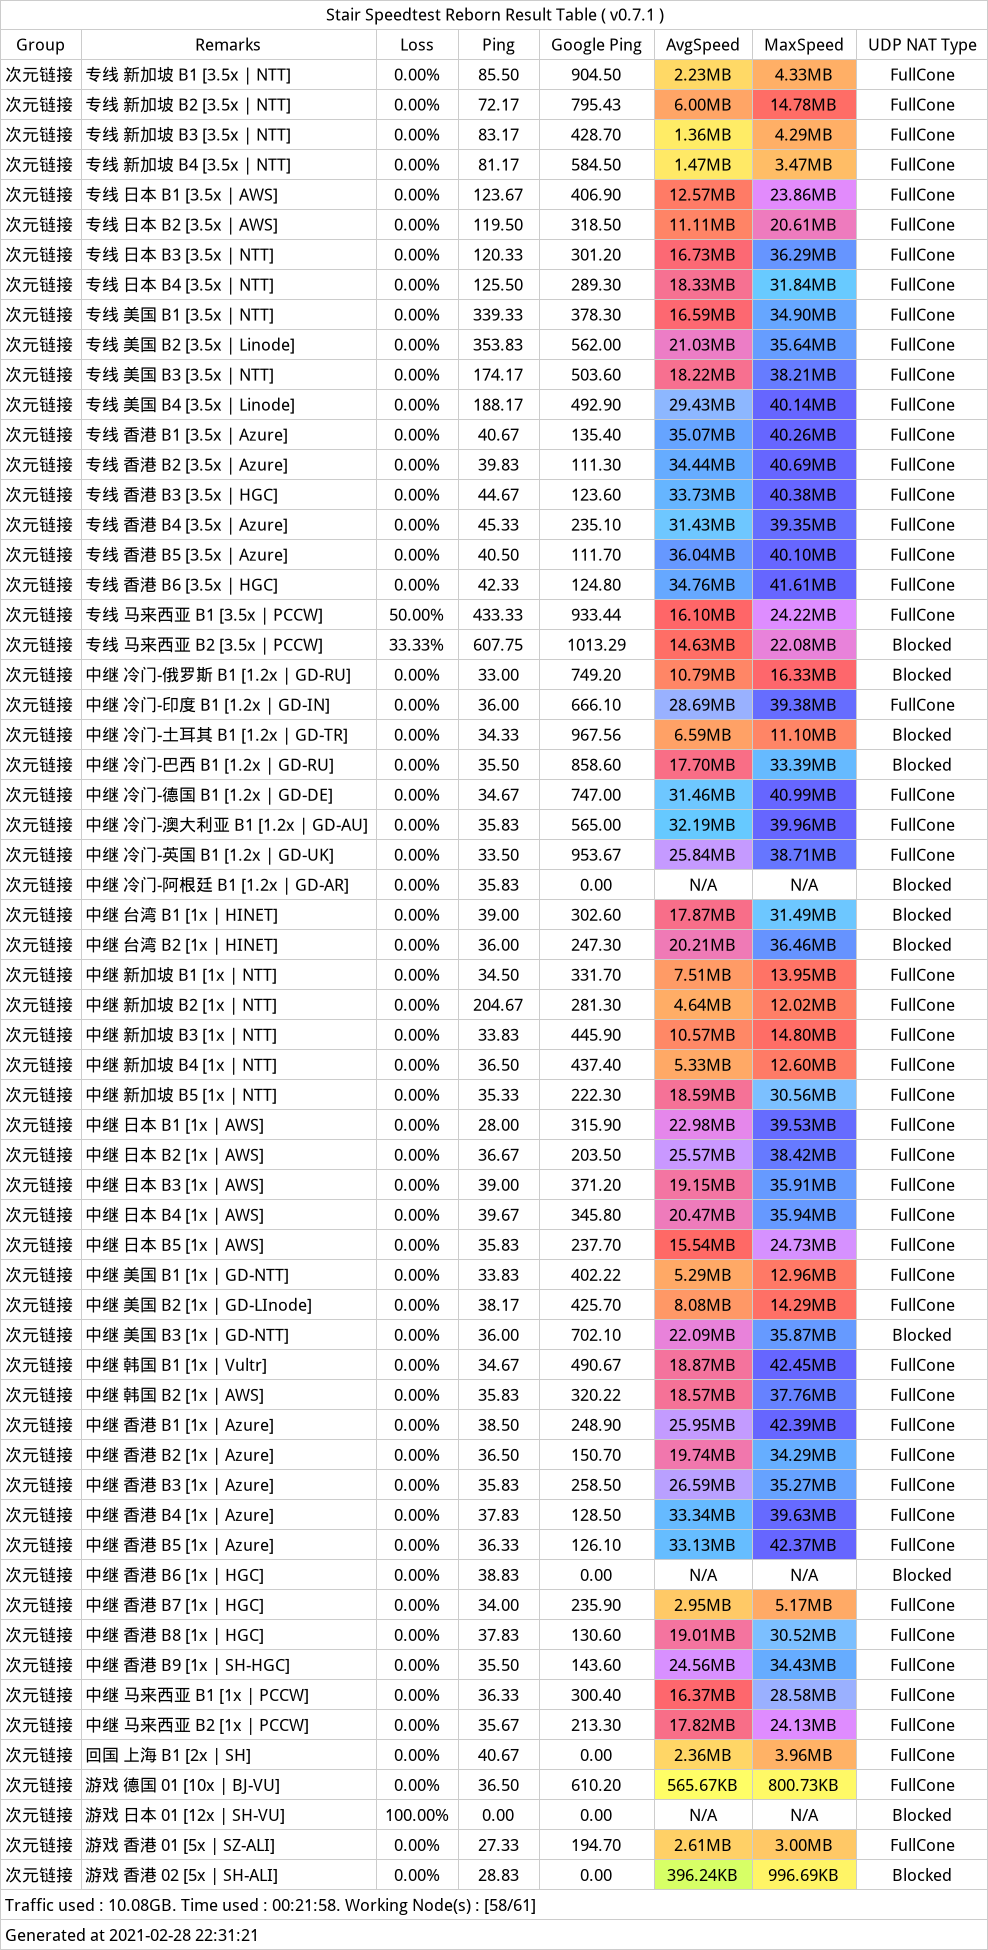 Stair Speedtest Reborn Result Table ( v0.7.1 )
Group Remarks Loss Ping Google Ping AvgSpeed MaxSpeed UDP NAT Type
次元链接 专线 新加坡 B1 [3.5x | NTT] 0.00% 85.50 904.50 2.23MB 4.33MB FullCone
次元链接 专线 新加坡 B2 [3.5x | NTT] 0.00% 72.17 795.43 6.00MB 14.78MB FullCone
次元链接 专线 新加坡 B3 [3.5x | NTT] 0.00% 83.17 428.70 1.36MB 4.29MB FullCone
次元链接 专线 新加坡 B4 [3.5x | NTT] 0.00% 81.17 584.50 1.47MB 3.47MB FullCone
次元链接 专线 日本 B1 [3.5x | AWS] 0.00% 123.67 406.90 12.57MB 23.86MB FullCone
次元链接 专线 日本 B2 [3.5x | AWS] 0.00% 119.50 318.50 11.11MB 20.61MB FullCone
次元链接 专线 日本 B3 [3.5x | NTT] 0.00% 120.33 301.20 16.73MB 36.29MB FullCone
次元链接 专线 日本 B4 [3.5x | NTT] 0.00% 125.50 289.30 18.33MB 31.84MB FullCone
次元链接 专线 美国 B1 [3.5x | NTT] 0.00% 339.33 378.30 16.59MB 34.90MB FullCone
次元链接 专线 美国 B2 [3.5x | Linode] 0.00% 353.83 562.00 21.03MB 35.64MB FullCone
次元链接 专线 美国 B3 [3.5x | NTT] 0.00% 174.17 503.60 18.22MB 38.21MB FullCone
次元链接 专线 美国 B4 [3.5x | Linode] 0.00% 188.17 492.90 29.43MB 40.14MB FullCone
次元链接 专线 香港 B1 [3.5x | Azure] 0.00% 40.67 135.40 35.07MB 40.26MB FullCone
次元链接 专线 香港 B2 [3.5x | Azure] 0.00% 39.83 111.30 34.44MB 40.69MB FullCone
次元链接 专线 香港 B3 [3.5x | HGC] 0.00% 44.67 123.60 33.73MB 40.38MB FullCone
次元链接 专线 香港 B4 [3.5x | Azure] 0.00% 45.33 235.10 31.43MB 39.35MB FullCone
次元链接 专线 香港 B5 [3.5x | Azure] 0.00% 40.50 111.70 36.04MB 40.10MB FullCone
次元链接 专线 香港 B6 [3.5x | HGC] 0.00% 42.33 124.80 34.76MB 41.61MB FullCone
次元链接 专线 马来西亚 B1 [3.5x | PCCW] 50.00% 433.33 933.44 16.10MB 24.22MB FullCone
次元链接 专线 马来西亚 B2 [3.5x | PCCW] 33.33% 607.75 1013.29 14.63MB 22.08MB Blocked
次元链接 中继 冷门-俄罗斯 B1 [1.2x | GD-RU] 0.00% 33.00 749.20 10.79MB 16.33MB Blocked
次元链接 中继 冷门-印度 B1 [1.2x | GD-IN] 0.00% 36.00 666.10 28.69MB 39.38MB FullCone
次元链接 中继 冷门-土耳其 B1 [1.2x | GD-TR] 0.00% 34.33 967.56 6.59MB 11.10MB Blocked
次元链接 中继 冷门-巴西 B1 [1.2x | GD-RU] 0.00% 35.50 858.60 17.70MB 33.39MB Blocked
次元链接 中继 冷门-德国 B1 [1.2x | GD-DE] 0.00% 34.67 747.00 31.46MB 40.99MB FullCone
次元链接 中继 冷门-澳大利亚 B1 [1.2x | GD-AU] 0.00% 35.83 565.00 32.19MB 39.96MB FullCone
次元链接 中继 冷门-英国 B1 [1.2x | GD-UK] 0.00% 33.50 953.67 25.84MB 38.71MB FullCone
次元链接 中继 冷门-阿根廷 B1 [1.2x | GD-AR] 0.00% 35.83 0.00 N/A N/A Blocked
次元链接 中继 台湾 B1 [1x | HINET] 0.00% 39.00 302.60 17.87MB 31.49MB Blocked
次元链接 中继 台湾 B2 [1x | HINET] 0.00% 36.00 247.30 20.21MB 36.46MB Blocked
次元链接 中继 新加坡 B1 [1x | NTT] 0.00% 34.50 331.70 7.51MB 13.95MB FullCone
次元链接 中继 新加坡 B2 [1x | NTT] 0.00% 204.67 281.30 4.64MB 12.02MB FullCone
次元链接 中继 新加坡 B3 [1x | NTT] 0.00% 33.83 445.90 10.57MB 14.80MB FullCone
次元链接 中继 新加坡 B4 [1x | NTT] 0.00% 36.50 437.40 5.33MB 12.60MB FullCone
次元链接 中继 新加坡 B5 [1x | NTT] 0.00% 35.33 222.30 18.59MB 30.56MB FullCone
次元链接 中继 日本 B1 [1x | AWS] 0.00% 28.00 315.90 22.98MB 39.53MB FullCone
次元链接 中继 日本 B2 [1x | AWS] 0.00% 36.67 203.50 25.57MB 38.42MB FullCone
次元链接 中继 日本 B3 [1x | AWS] 0.00% 39.00 371.20 19.15MB 35.91MB FullCone
次元链接 中继 日本 B4 [1x | AWS] 0.00% 39.67 345.80 20.47MB 35.94MB FullCone
次元链接 中继 日本 B5 [1x | AWS] 0.00% 35.83 237.70 15.54MB 24.73MB FullCone
次元链接 中继 美国 B1 [1x | GD-NTT] 0.00% 33.83 402.22 5.29MB 12.96MB FullCone
次元链接 中继 美国 B2 [1x | GD-LInode] 0.00% 38.17 425.70 8.08MB 14.29MB FullCone
次元链接 中继 美国 B3 [1x | GD-NTT] 0.00% 36.00 702.10 22.09MB 35.87MB Blocked
次元链接 中继 韩国 B1 [1x | Vultr] 0.00% 34.67 490.67 18.87MB 42.45MB FullCone
次元链接 中继 韩国 B2 [1x | AWS] 0.00% 35.83 320.22 18.57MB 37.76MB FullCone
次元链接 中继 香港 B1 [1x | Azure] 0.00% 38.50 248.90 25.95MB 42.39MB FullCone
次元链接 中继 香港 B2 [1x | Azure] 0.00% 36.50 150.70 19.74MB 34.29MB FullCone
次元链接 中继 香港 B3 [1x | Azure] 0.00% 35.83 258.50 26.59MB 35.27MB FullCone
次元链接 中继 香港 B4 [1x | Azure] 0.00% 37.83 128.50 33.34MB 39.63MB FullCone
次元链接 中继 香港 B5 [1x | Azure] 0.00% 36.33 126.10 33.13MB 42.37MB FullCone
次元链接 中继 香港 B6 [1x | HGC] 0.00% 38.83 0.00 N/A N/A Blocked
次元链接 中继 香港 B7 [1x | HGC] 0.00% 34.00 235.90 2.95MB 5.17MB FullCone
次元链接 中继 香港 B8 [1x | HGC] 0.00% 37.83 130.60 19.01MB 30.52MB FullCone
次元链接 中继 香港 B9 [1x | SH-HGC] 0.00% 35.50 143.60 24.56MB 34.43MB FullCone
次元链接 中继 马来西亚 B1 [1x | PCCW] 0.00% 36.33 300.40 16.37MB 28.58MB FullCone
次元链接 中继 马来西亚 B2 [1x | PCCW] 0.00% 35.67 213.30 17.82MB 24.13MB FullCone
次元链接 回国 上海 B1 [2x | SH] 0.00% 40.67 0.00 2.36MB 3.96MB FullCone
次元链接 游戏 德国 01 [10x | BJ-VU] 0.00% 36.50 610.20 565.67KB 800.73KB FullCone
次元链接 游戏 日本 01 [12x | SH-VU] 100.00% 0.00 0.00 N/A N/A Blocked
次元链接 游戏 香港 01 [5x | SZ-ALI] 0.00% 27.33 194.70 2.61MB 3.00MB FullCone
次元链接 游戏 香港 02 [5x | SH-ALI] 0.00% 28.83 0.00 396.24KB 996.69KB Blocked
Traffic used : 10.08GB. Time used : 00:21:58. Working Node(s) : [58/61]
Generated at 2021-02-28 22:31:21